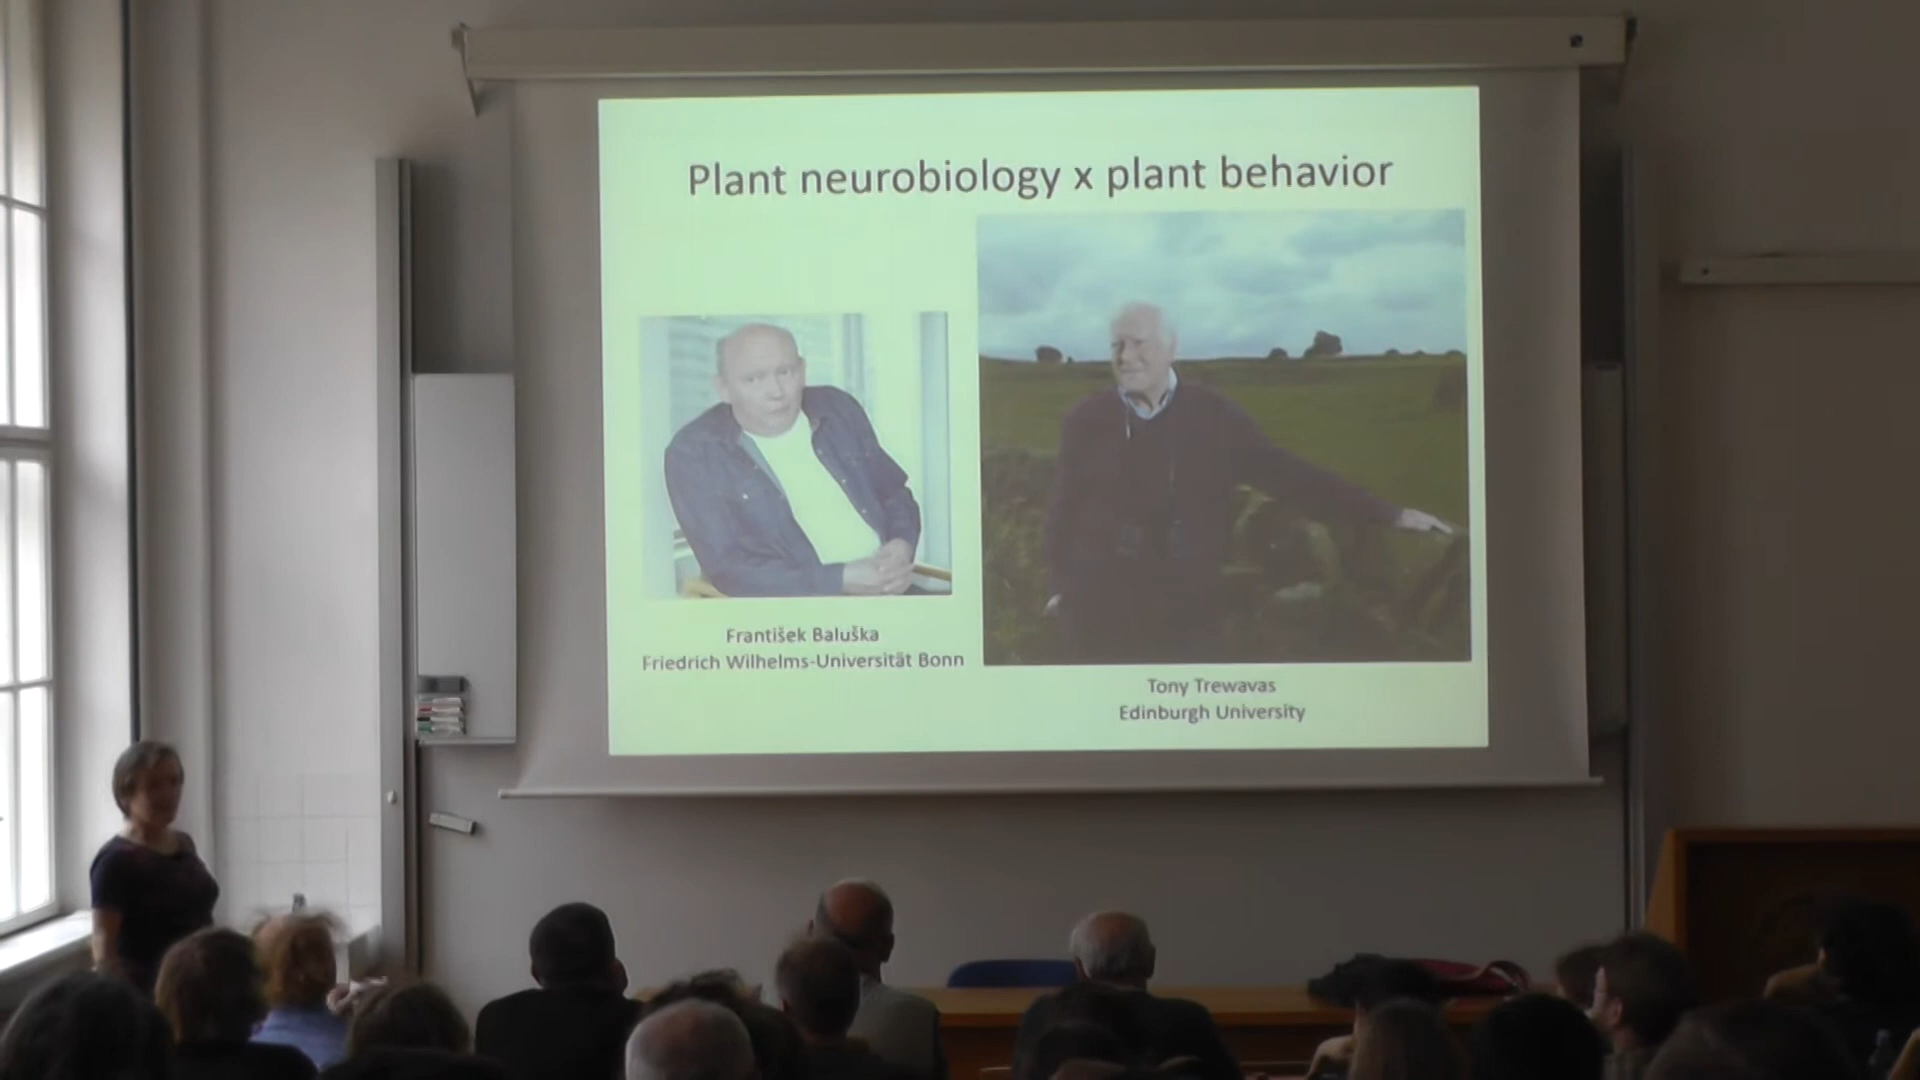 Plant neurobiology x plant behavior
František Baluška
Friedrich Wilhelms-Universität Bonn
Tony Trewavas
Edinburgh University